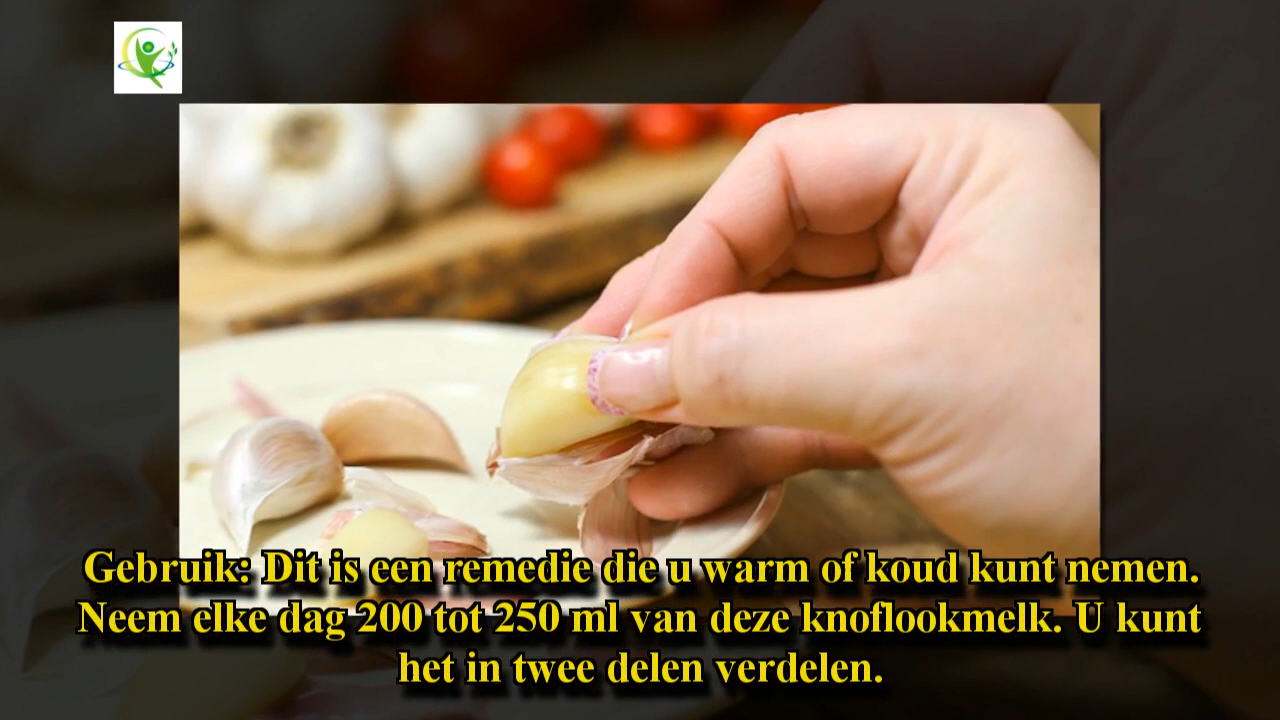 Gebruik: Dit is een remedie die u warm of koud kunt nemen.
Neem elke dag 200 tot 250 ml van deze knoflookmelk. U kunt
het in twee delen verdelen.